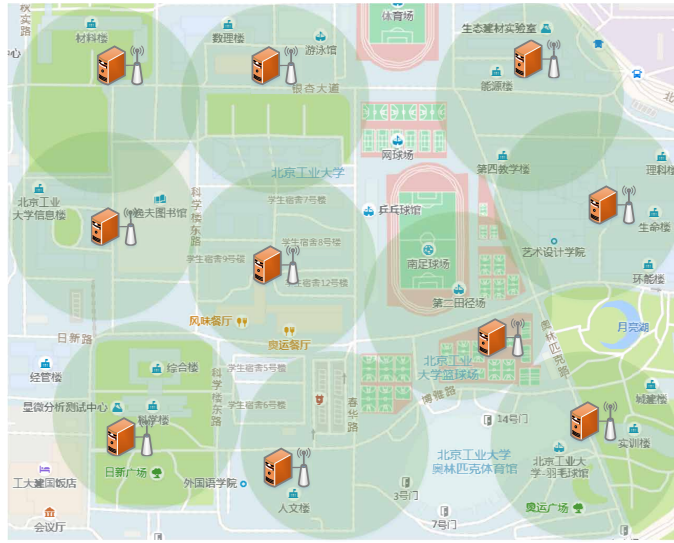 秋实路
材料楼
数理楼
游泳馆
体育场
生态建材实验室
中心
能源楼
银杏大道
北
网球场
第四教学楼
理科楼
北京工业大学
北京工业
大学信息楼
逸夫图书馆
科学楼东路
学生宿舍7号楼
乒乓球馆
生命楼
学生宿舍8号楼
南足球场
艺术设计学院
学生宿舍9号楼
环能楼
学生宿舍12号楼
第二田径场
风味餐厅
月亮湖
日新路
奥运餐厅
奥林匹克路
经管楼
综合楼
科学楼东路
学生宿舍5号楼
北京工业
大学篮球场
城建楼
显微分析测试中心
科学楼
学生宿舍6号楼
春华路
博雅路
14号门
实训楼
日新广场
北京工业大学
奥林匹克体育馆
北京工业大
学-羽毛球馆
工大建国饭店
外国语学院
3号门
人文楼
奥运广场
会议厅
7号门